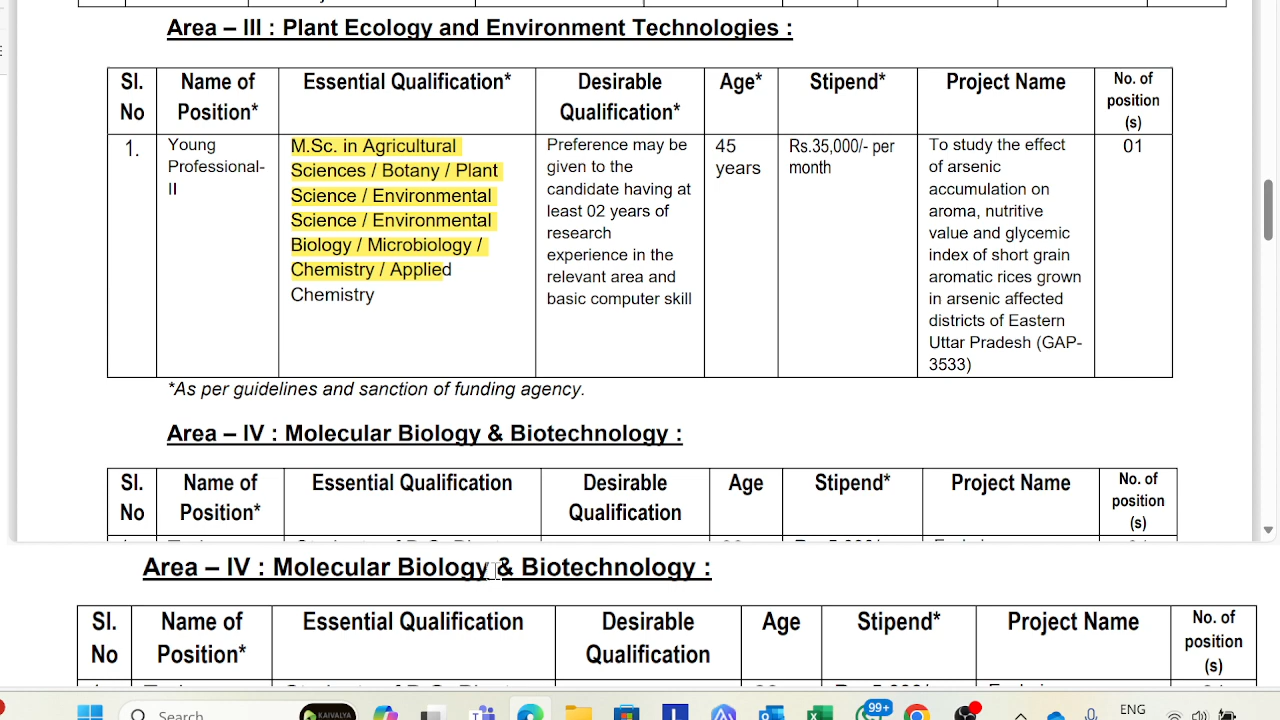 Area – III : Plant Ecology and Environment Technologies :
Sl. No
Name of Position*
Essential Qualification*
Desirable Qualification*
Age*
Stipend*
Project Name
No. of position (s)
1.
Young
Professional-
II
M.Sc. in Agricultural
Sciences / Botany / Plant
Science / Environmental
Science / Environmental
Biology / Microbiology /
Chemistry / Applied
Chemistry
Preference may be
given to the
candidate having at
least 02 years of
research
experience in the
relevant area and
basic computer skill
45
years
Rs.35,000/- per
month
To study the effect
of arsenic
accumulation on
aroma, nutritive
value and glycemic
index of short grain
aromatic rices grown
in arsenic affected
districts of Eastern
Uttar Pradesh (GAP-
3533)
01
*As per guidelines and sanction of funding agency.
Area – IV : Molecular Biology & Biotechnology :
Sl. No
Name of Position*
Essential Qualification
Desirable Qualification
Age
Stipend*
Project Name
No. of position (s)
Area – IV : Molecular Biology & Biotechnology :
Sl. No
Name of Position*
Essential Qualification
Desirable Qualification
Age
Stipend*
Project Name
No. of position (s)
Search
KAIVALYA
99+
ENG